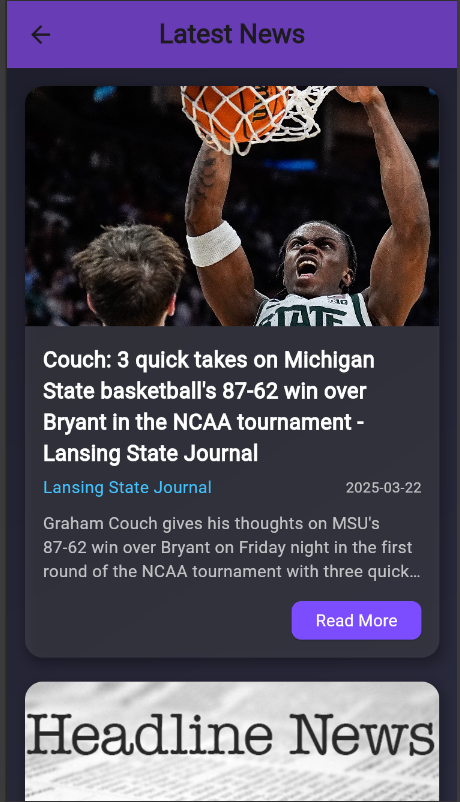 Latest News
STATE
Couch: 3 quick takes on Michigan
State basketball's 87-62 win over
Bryant in the NCAA tournament -
Lansing State Journal
Lansing State Journal 2025-03-22
Graham Couch gives his thoughts on MSU's
87-62 win over Bryant on Friday night in the first
round of the NCAA tournament with three quick...
Read More
Headline News